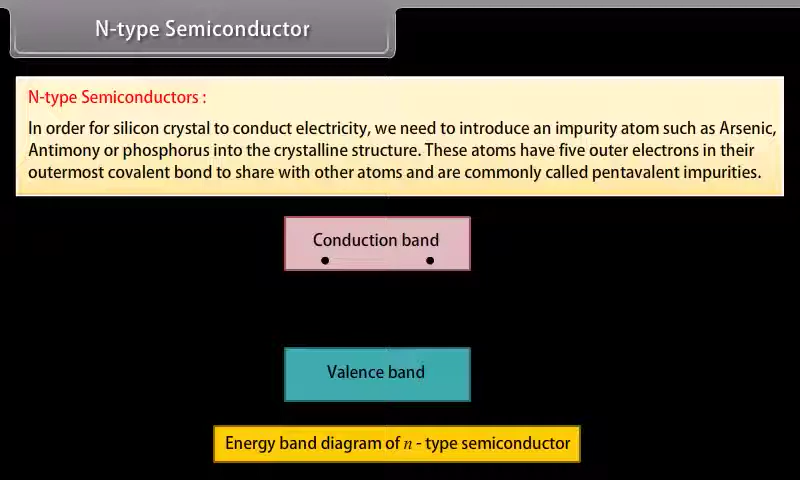 N-type Semiconductor
N-type Semiconductors :
In order for silicon crystal to conduct electricity, we need to introduce an impurity atom such as Arsenic,
Antimony or phosphorus into the crystalline structure. These atoms have five outer electrons in their
outermost covalent bond to share with other atoms and are commonly called pentavalent impurities.
Conduction band
Valence band
Energy band diagram of n - type semiconductor